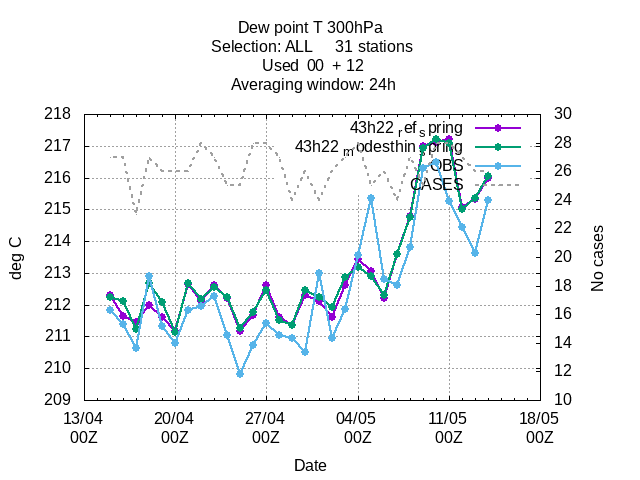 Dew point T 300hPa
Selection: ALL 31 stations
Used 00 + 12
Averaging window: 24h
218
217
216
215
214
213
212
211
210
209
deg C
30
28
26
24
22
20
18
16
14
12
10
No cases
43h22_ref_spring
43h22_modesthin_spring
OBS
CASES
13/04 20/04 27/04 04/05 11/05 18/05
00Z 00Z 00Z 00Z 00Z 00Z
Date